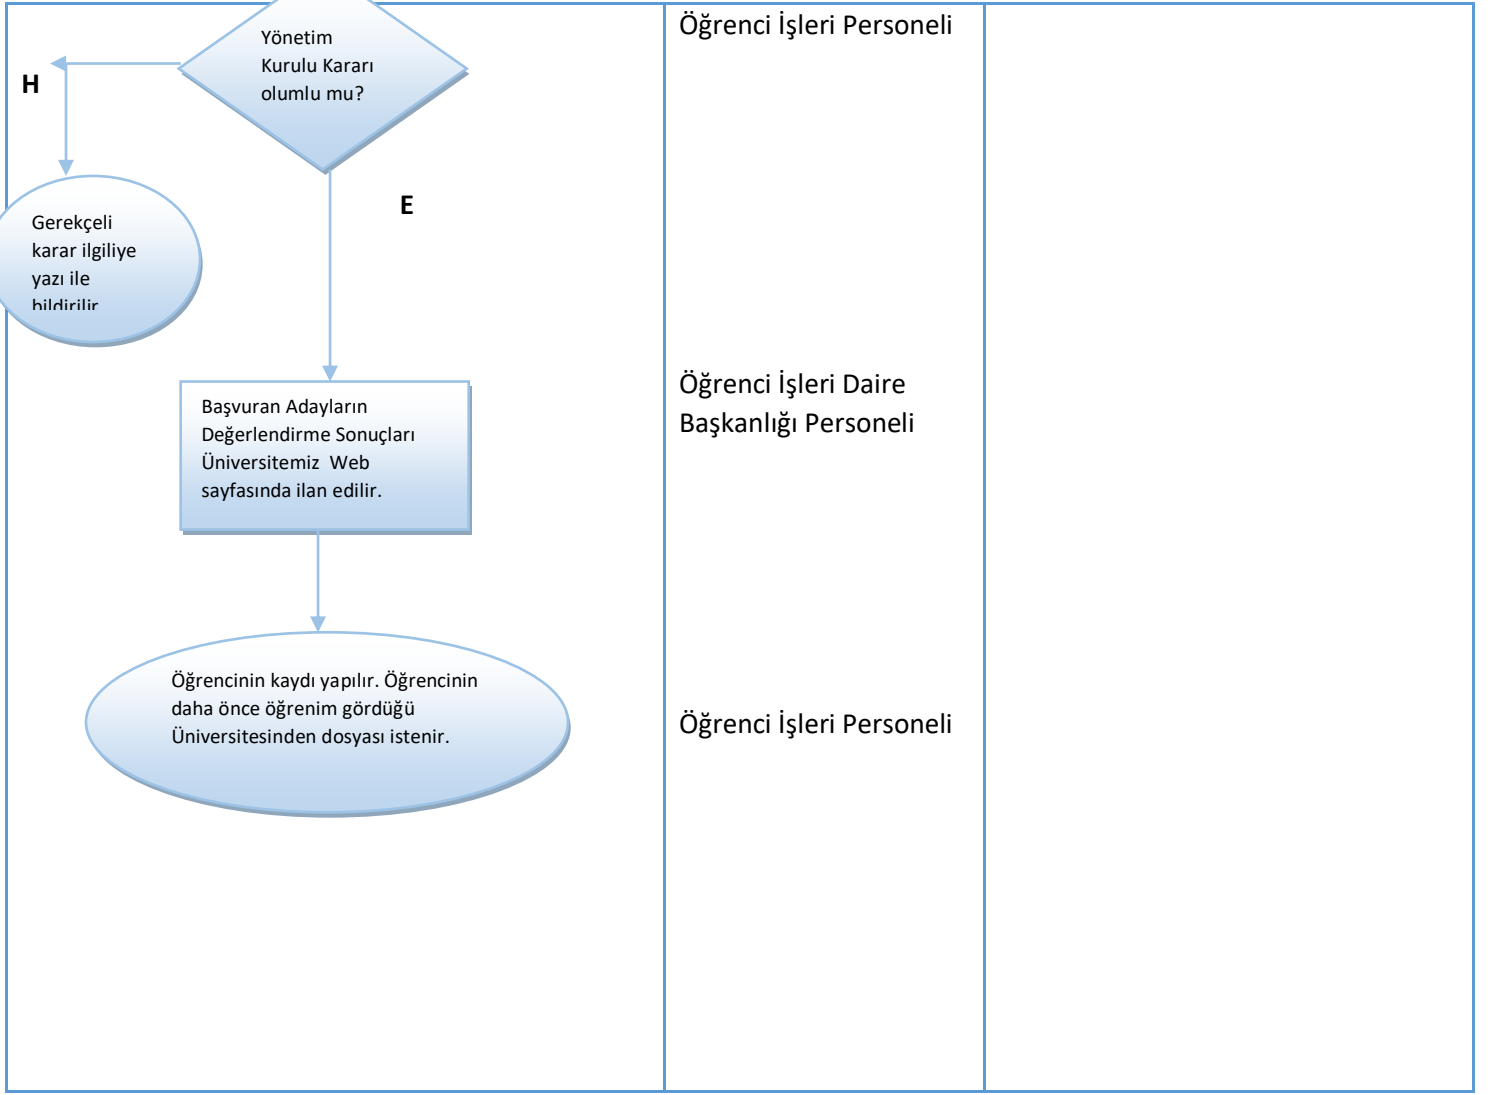 Yönetim
Kurulu Kararı
olumlu mu?
H
E
Gerekçeli
karar ilgiliye
yazı ile
bildirilir
Başvuran Adayların
Değerlendirme Sonuçları
Üniversitemiz  Web
sayfasında ilan edilir.
Öğrencinin kaydı yapılır. Öğrencinin
daha önce öğrenim gördüğü
Üniversitesinden dosyası istenir.
Öğrenci İşleri Personeli
Öğrenci İşleri Daire
Başkanlığı Personeli
Öğrenci İşleri Personeli